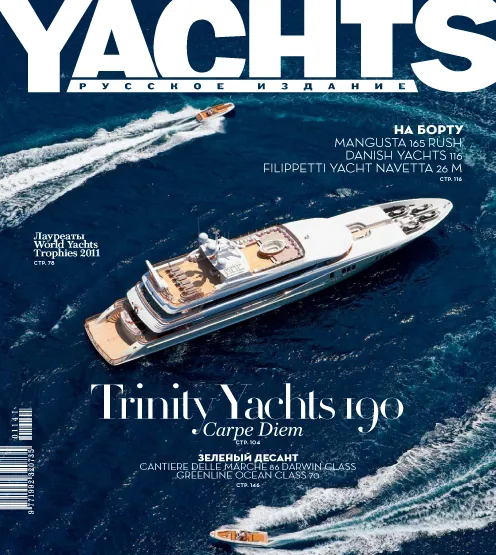 YACHTS
РУССКОЕ ИЗДАНИЕ
НА БОРТУ
MANGUSTA 165 RUSH
DANISH YACHTS 116
FILIPPETTI YACHT NAVETTA 26 M
СТР. 116
Лауреаты
World Yachts
Trophies 2011
СТР. 78
Trinity Yachts 190
Carpe Diem
СТР. 104
ЗЕЛЕНЫЙ ДЕСАНТ
CANTIERE DELLE MARCHE 86 DARWIN CLASS
GREENLINE OCEAN CLASS 70
СТР. 146